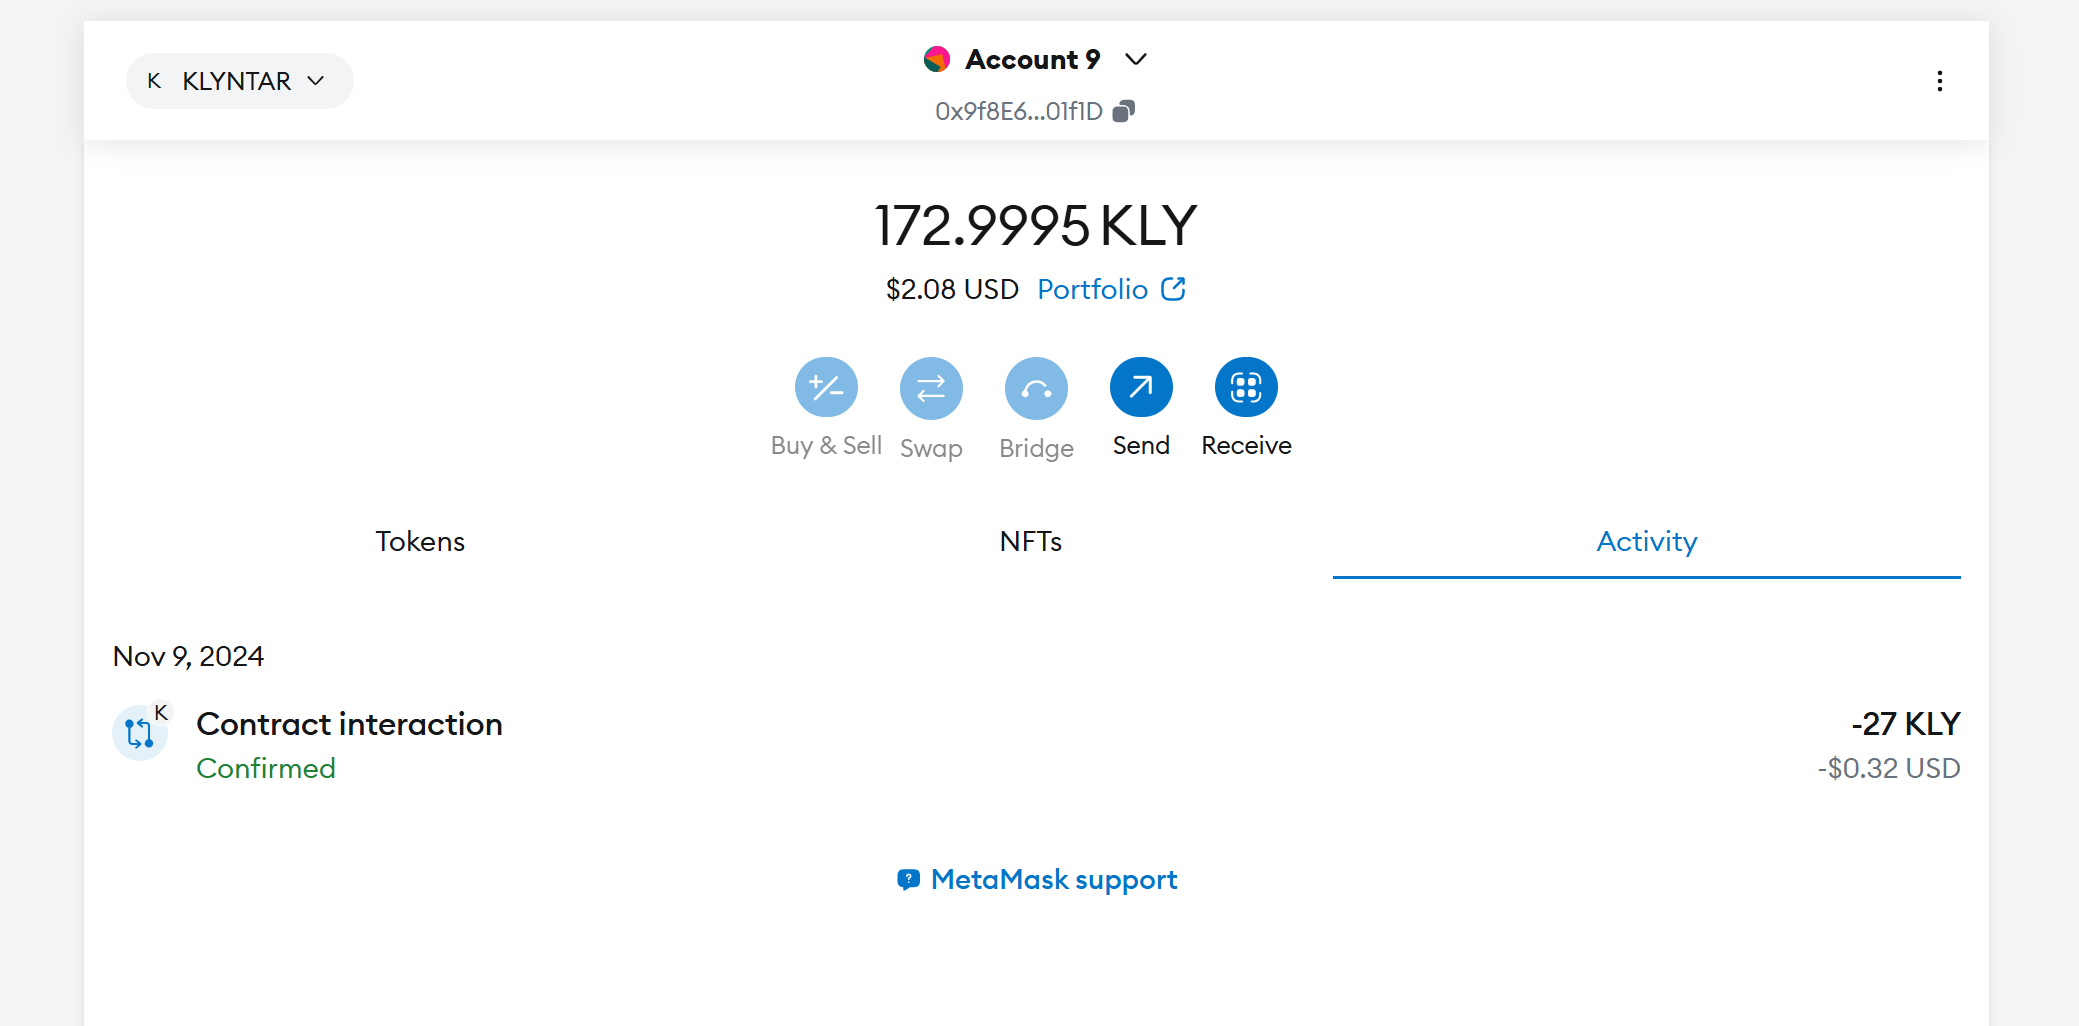 K KLYNTAR
Account 9
0x9f8E6...01f1D
172.9995 KLY
$2.08 USD Portfolio
Buy & Sell Swap Bridge Send Receive
Tokens NFTs Activity
Nov 9, 2024
K
Contract interaction -27 KLY
Confirmed -$0.32 USD
MetaMask support